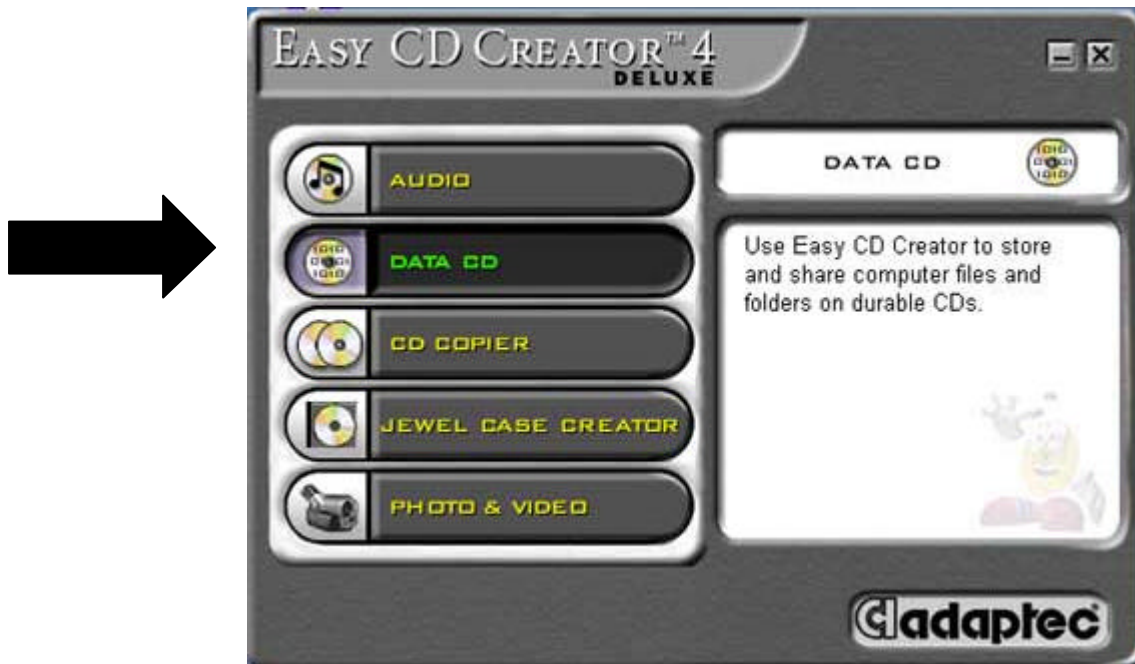 EASY CD CREATOR™ 4
DELUXE
AUDIO
DATA CD
CD COPIER
JEWEL CASE CREATOR
PHOTO & VIDEO
DATA CD
Use Easy CD Creator to store
and share computer files and
folders on durable CDs.
adaptec